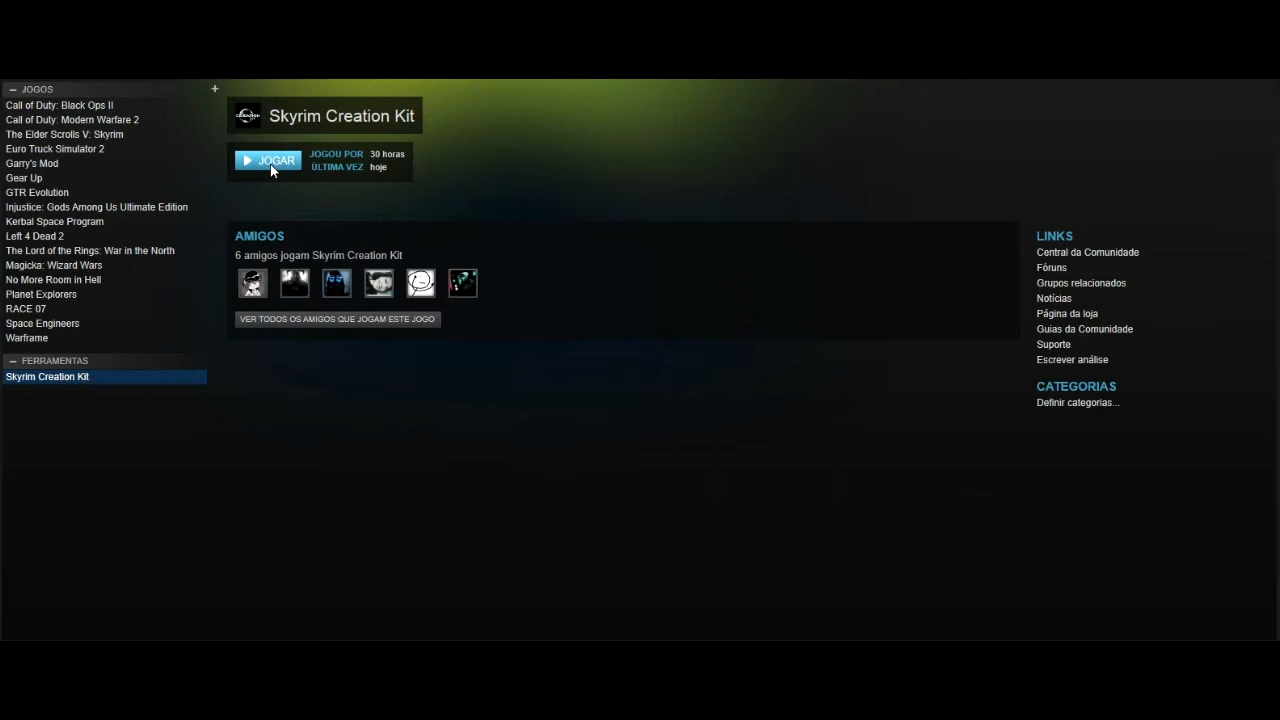 JOGOS
Call of Duty: Black Ops II
Call of Duty: Modern Warfare 2
The Elder Scrolls V: Skyrim
Euro Truck Simulator 2
Garry's Mod
Gear Up
GTR Evolution
Injustice: Gods Among Us Ultimate Edition
Kerbal Space Program
Left 4 Dead 2
The Lord of the Rings: War in the North
Magicka: Wizard Wars
No More Room in Hell
Planet Explorers
RACE 07
Space Engineers
Warframe
FERRAMENTAS
Skyrim Creation Kit
Skyrim Creation Kit
JOGAR
JOGOU POR 30 horas
ÚLTIMA VEZ hoje
AMIGOS
6 amigos jogam Skyrim Creation Kit
VER TODOS OS AMIGOS QUE JOGAM ESTE JOGO
LINKS
Central da Comunidade
Fóruns
Grupos relacionados
Notícias
Página da loja
Guias da Comunidade
Suporte
Escrever análise
CATEGORIAS
Definir categorias...